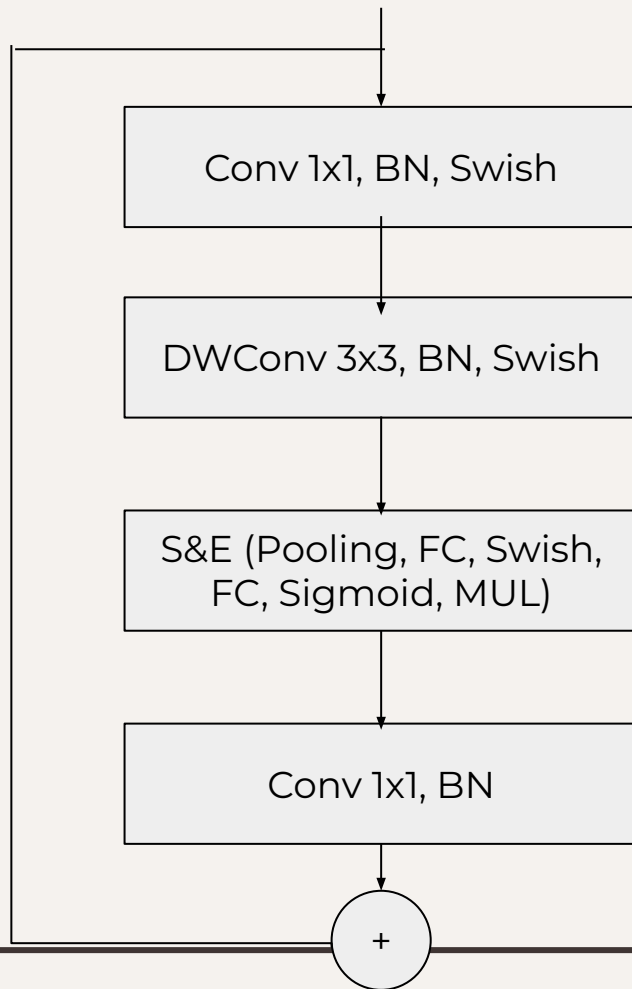 Conv 1x1, BN, Swish
DWConv 3x3, BN, Swish
S&E (Pooling, FC, Swish,
FC, Sigmoid, MUL)
Conv 1x1, BN
+